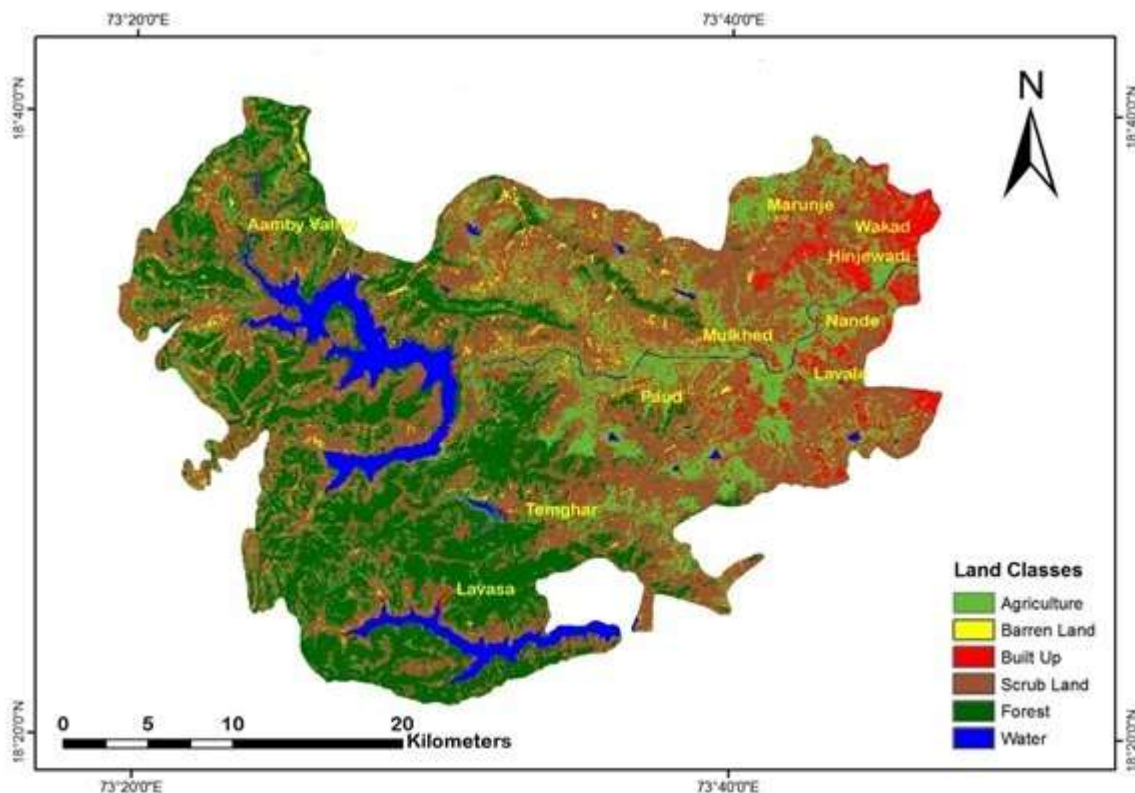 73°20'0"E
73°40'0"E
18°40'0"N
18°40'0"N
N
Marunje
Aamby Valley
Wakad
Hinjewadi
Nande
Mulkhed
Lavale
Paud
Temghar
Lavasa
Land Classes
Agriculture
Barren Land
Built Up
Scrub Land
Forest
Water
0 5 10 20
Kilometers
18°20'0"N
18°20'0"N
73°20'0"E
73°40'0"E